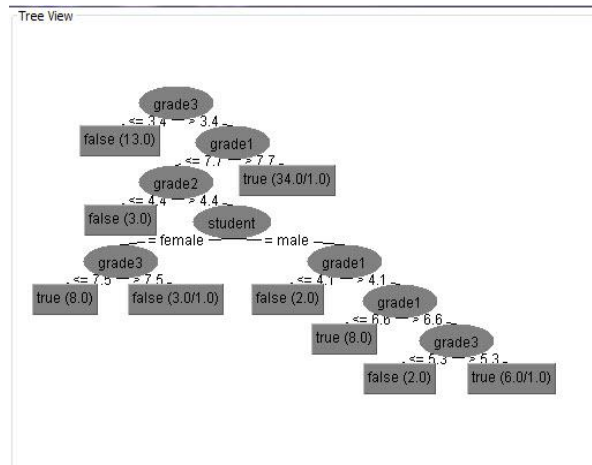 Tree View
grade3
<= 3.4 > 3.4
false (13.0) grade1
<= 7.7 > 7.7
grade2 true (34.0/1.0)
<= 4.4 > 4.4
false (3.0) student
= female = male
grade3 grade1
<= 7.5 > 7.5 <= 4.1 > 4.1
true (8.0) false (3.0/1.0) false (2.0) grade1
<= 6.6 > 6.6
true (8.0) grade3
<= 5.3 > 5.3
false (2.0) true (6.0/1.0)